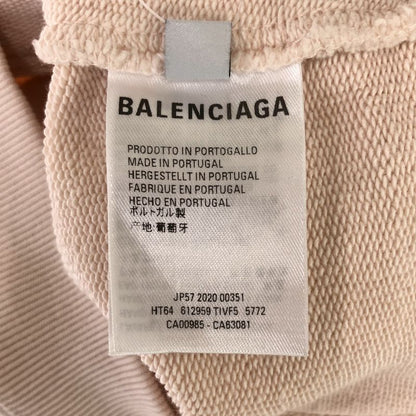 BALENCIAGA
PRODOTTO IN PORTOGALLO
MADE IN PORTUGAL
HERGESTELLT IN PORTUGAL
FABRIQUE EN PORTUGAL
HECHO EN PORTUGAL
ポルトガル製
产地:葡萄牙
JP57 2020 00351
HT64 612959 TIVF5 5772
CA00985 - CA63081